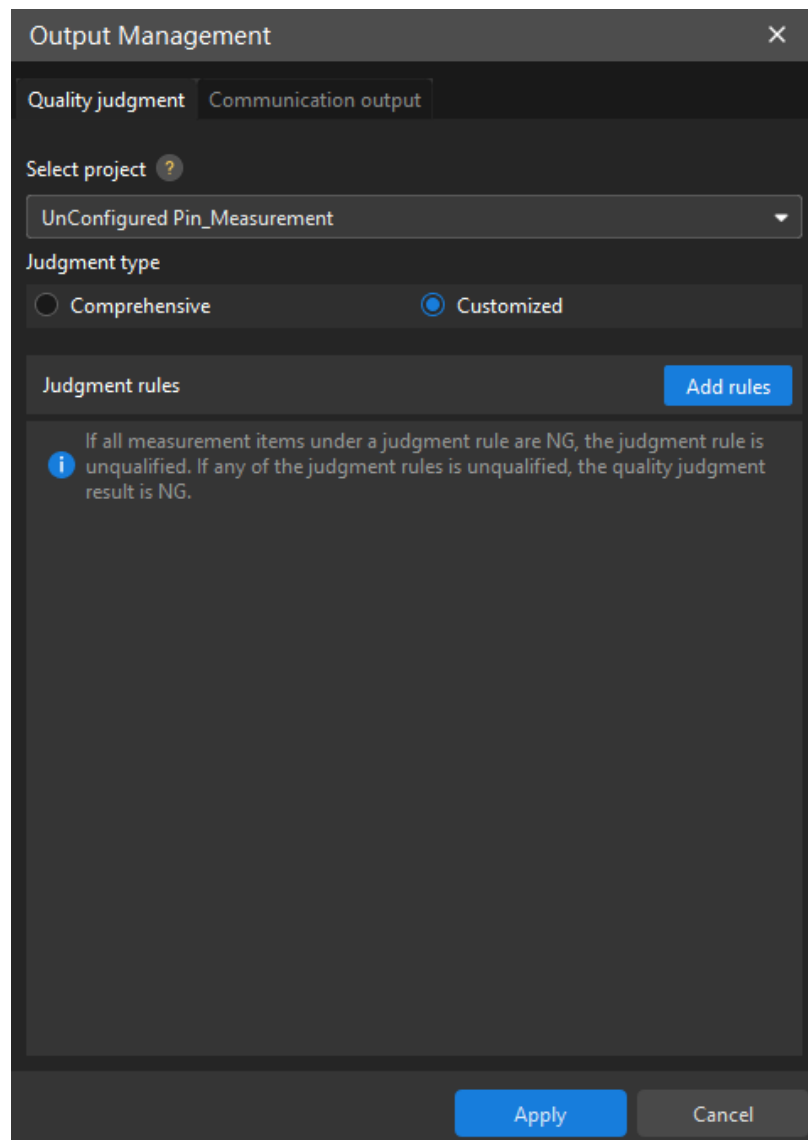 Output Management
Quality judgment
Communication output
Select project ?
UnConfigured Pin_Measurement
Judgment type
Comprehensive
Customized
Judgment rules
Add rules
If all measurement items under a judgment rule are NG, the judgment rule is
unqualified. If any of the judgment rules is unqualified, the quality judgment
result is NG.
Apply
Cancel